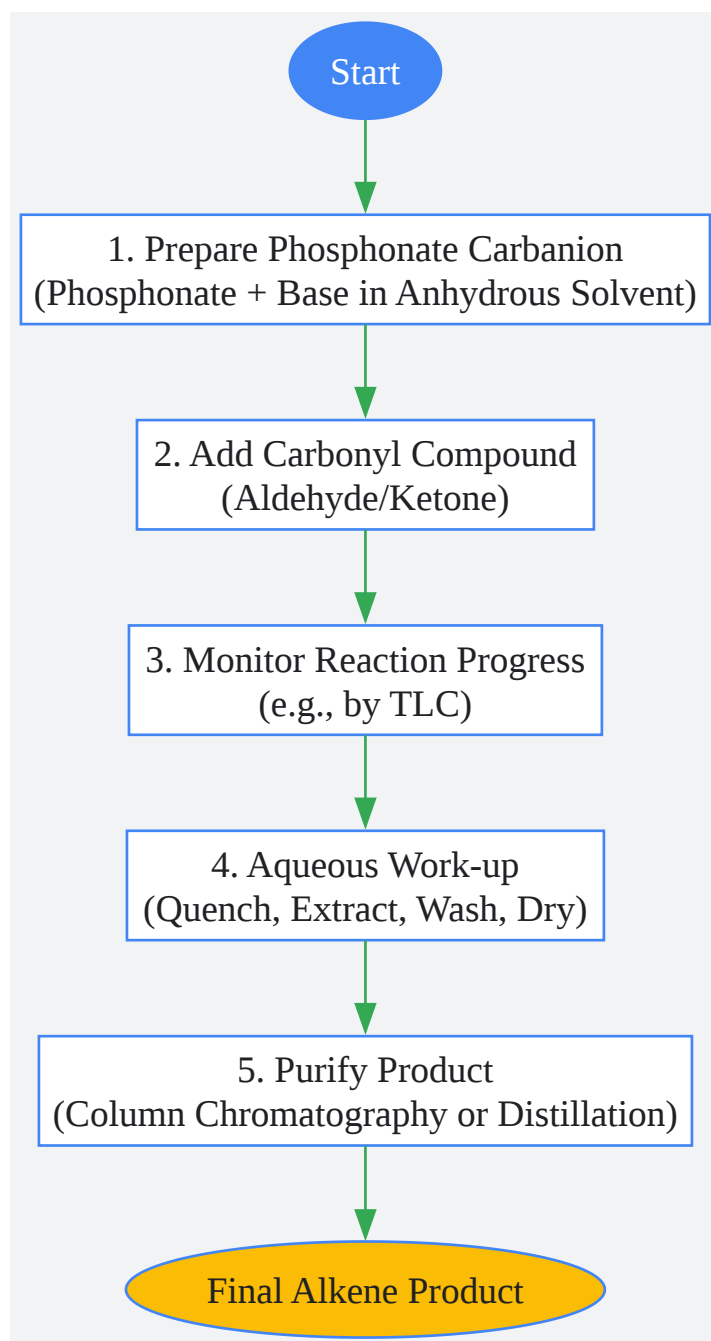 Start
1. Prepare Phosphonate Carbanion
(Phosphonate + Base in Anhydrous Solvent)
2. Add Carbonyl Compound
(Aldehyde/Ketone)
3. Monitor Reaction Progress
(e.g., by TLC)
4. Aqueous Work-up
(Quench, Extract, Wash, Dry)
5. Purify Product
(Column Chromatography or Distillation)
Final Alkene Product